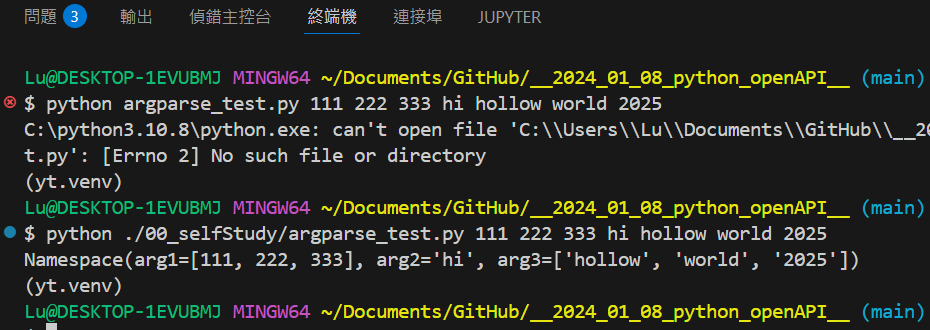 問題 3 輸出 偵錯主控台 終端機 連接埠 JUPYTER
Lu@DESKTOP-1EVUBMJ MINGW64 ~/Documents/GitHub/__2024_01_08_python_openAPI__ (main)
$ python argparse_test.py 111 222 333 hi hollow world 2025
C:\python3.10.8\python.exe: can't open file 'C:\\Users\\Lu\\Documents\\GitHub\\__20
t.py': [Errno 2] No such file or directory
(yt.venv)
Lu@DESKTOP-1EVUBMJ MINGW64 ~/Documents/GitHub/__2024_01_08_python_openAPI__ (main)
$ python ./00_selfStudy/argparse_test.py 111 222 333 hi hollow world 2025
Namespace(arg1=[111, 222, 333], arg2='hi', arg3=['hollow', 'world', '2025'])
(yt.venv)
Lu@DESKTOP-1EVUBMJ MINGW64 ~/Documents/GitHub/__2024_01_08_python_openAPI__ (main)